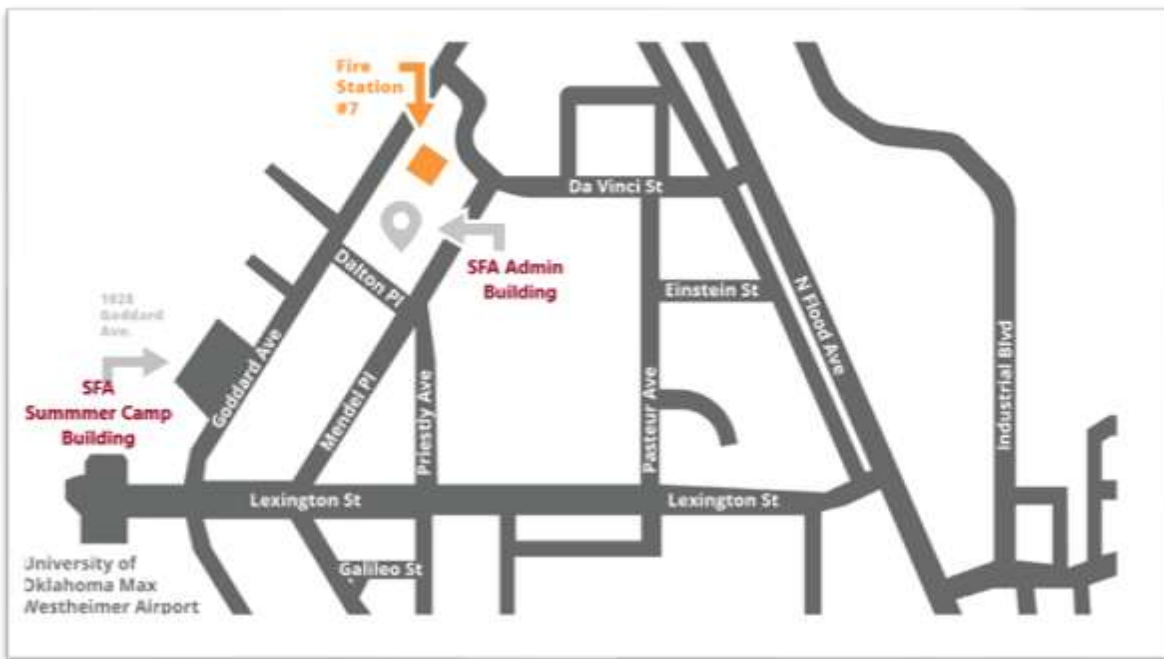 Fire
Station
#7
Da Vinci St
SFA Admin
Building
Dalton Pl
Einstein St
N Flood Ave
1828
Goddard
Ave.
SFA
Summmer Camp
Building
Goddard Ave
Mendel Pl
Priestly Ave
Pasteur Ave
Industrial Blvd
Lexington St
Lexington St
Galileo St
University of
Oklahoma Max
Westheimer Airport